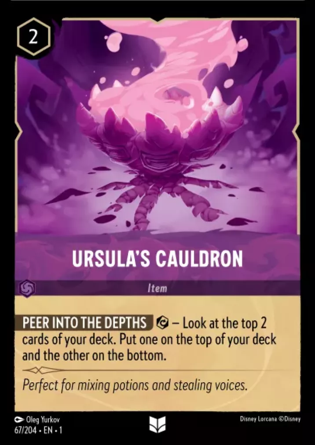 2
URSULA'S CAULDRON
Item
PEER INTO THE DEPTHS – Look at the top 2
cards of your deck. Put one on the top of your deck
and the other on the bottom.
Perfect for mixing potions and stealing voices.
Oleg Yurkov
67/204 • EN • 1
Disney Lorcana ©Disney